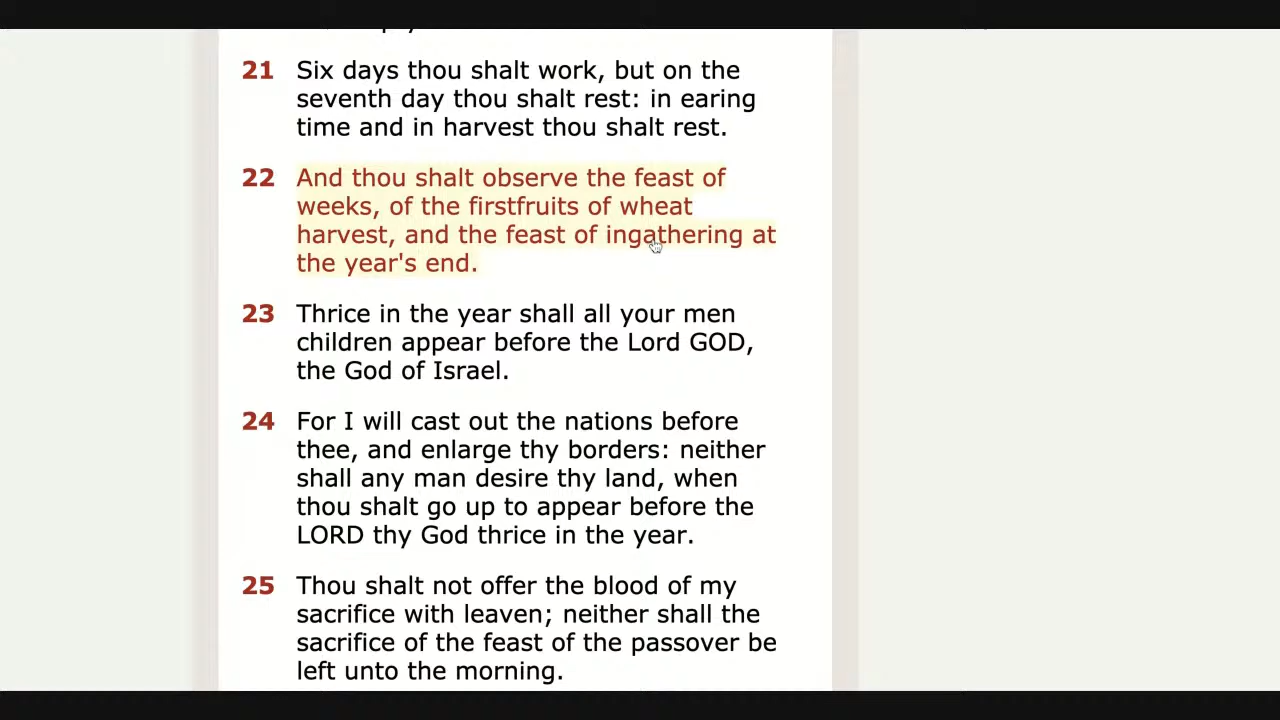 21 Six days thou shalt work, but on the
seventh day thou shalt rest: in earing
time and in harvest thou shalt rest.
22 And thou shalt observe the feast of
weeks, of the firstfruits of wheat
harvest, and the feast of ingathering at
the year's end.
23 Thrice in the year shall all your men
children appear before the Lord GOD,
the God of Israel.
24 For I will cast out the nations before
thee, and enlarge thy borders: neither
shall any man desire thy land, when
thou shalt go up to appear before the
LORD thy God thrice in the year.
25 Thou shalt not offer the blood of my
sacrifice with leaven; neither shall the
sacrifice of the feast of the passover be
left unto the morning.